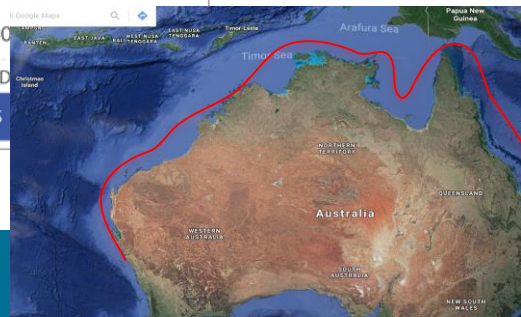 h Google Maps
Papua New
Guinea
EAST JAVA
WEST NUSA
TENGGARA
EAST NUSA
TENGGARA
BALI
Timor-Leste
Arafura Sea
BANTEN
Timor Sea
Christmas
Island
NORTHERN
TERRITORY
QUEENSLAND
Australia
WESTERN
AUSTRALIA
SOUTH
AUSTRALIA
NEW SOUTH
WALES